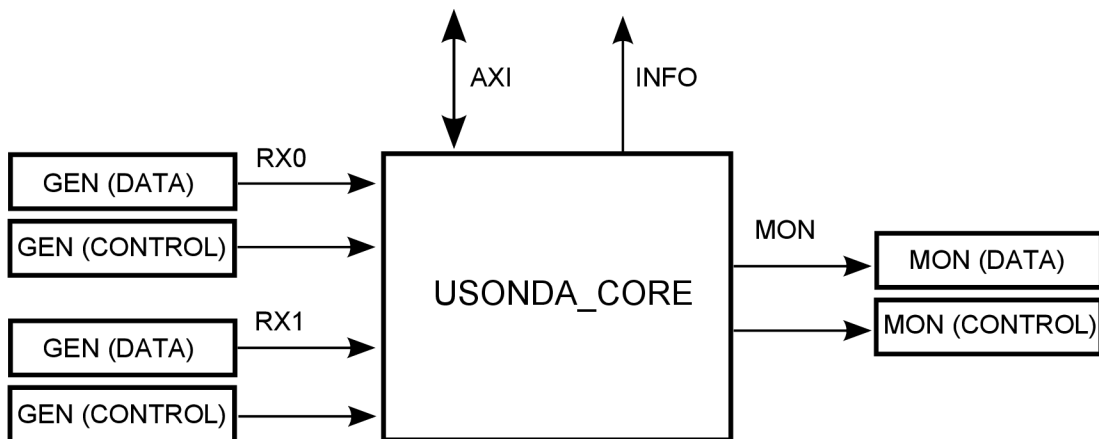 AXI
INFO
RX0
GEN (DATA)
GEN (CONTROL)
RX1
GEN (DATA)
GEN (CONTROL)
USONDA_CORE
MON
MON (DATA)
MON (CONTROL)